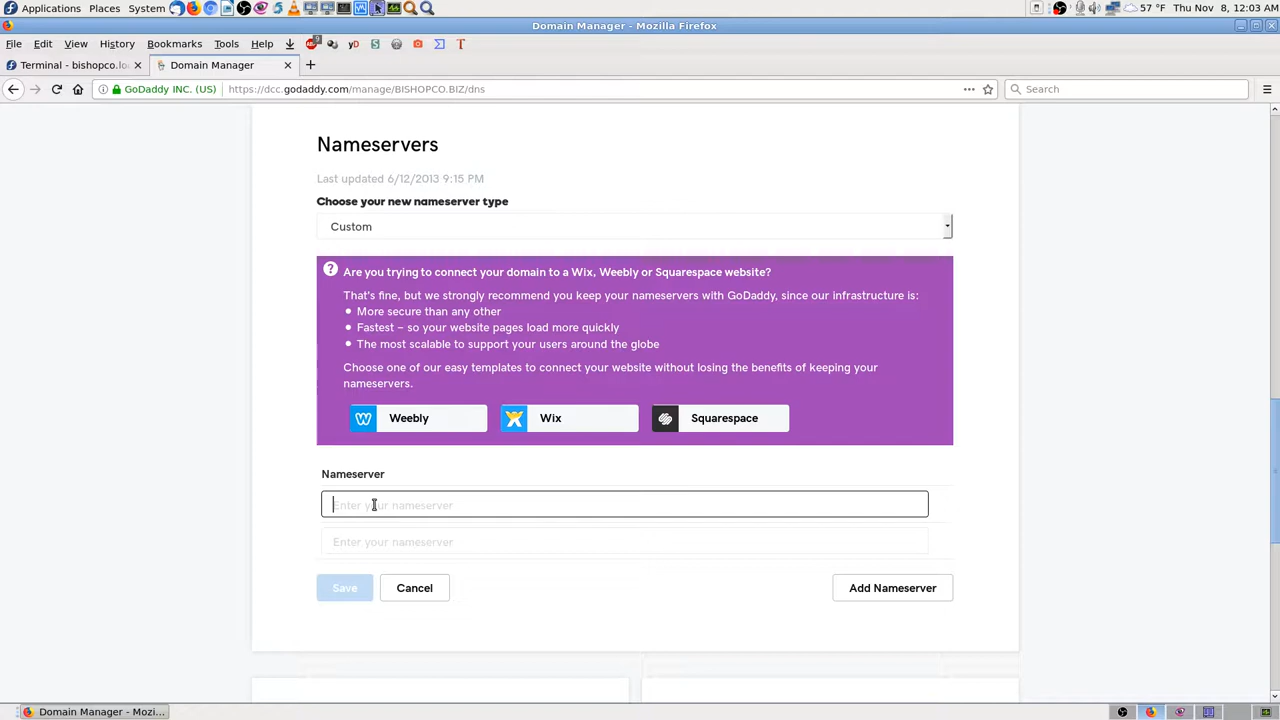 Applications Places System 57 °F Thu Nov 8, 12:03 AM
Domain Manager - Mozilla Firefox
File Edit View History Bookmarks Tools Help 9 yD S T
Terminal - bishopco.lo Domain Manager
GoDaddy INC. (US) https://dcc.godaddy.com/manage/BISHOPCO.BIZ/dns Search
Nameservers
Last updated 6/12/2013 9:15 PM
Choose your new nameserver type
Custom
? Are you trying to connect your domain to a Wix, Weebly or Squarespace website?
That's fine, but we strongly recommend you keep your nameservers with GoDaddy, since our infrastructure is:
• More secure than any other
• Fastest – so your website pages load more quickly
• The most scalable to support your users around the globe
Choose one of our easy templates to connect your website without losing the benefits of keeping your
nameservers.
Weebly Wix Squarespace
Nameserver
Enter your nameserver
Enter your nameserver
Save Cancel Add Nameserver
Domain Manager - Mozi...